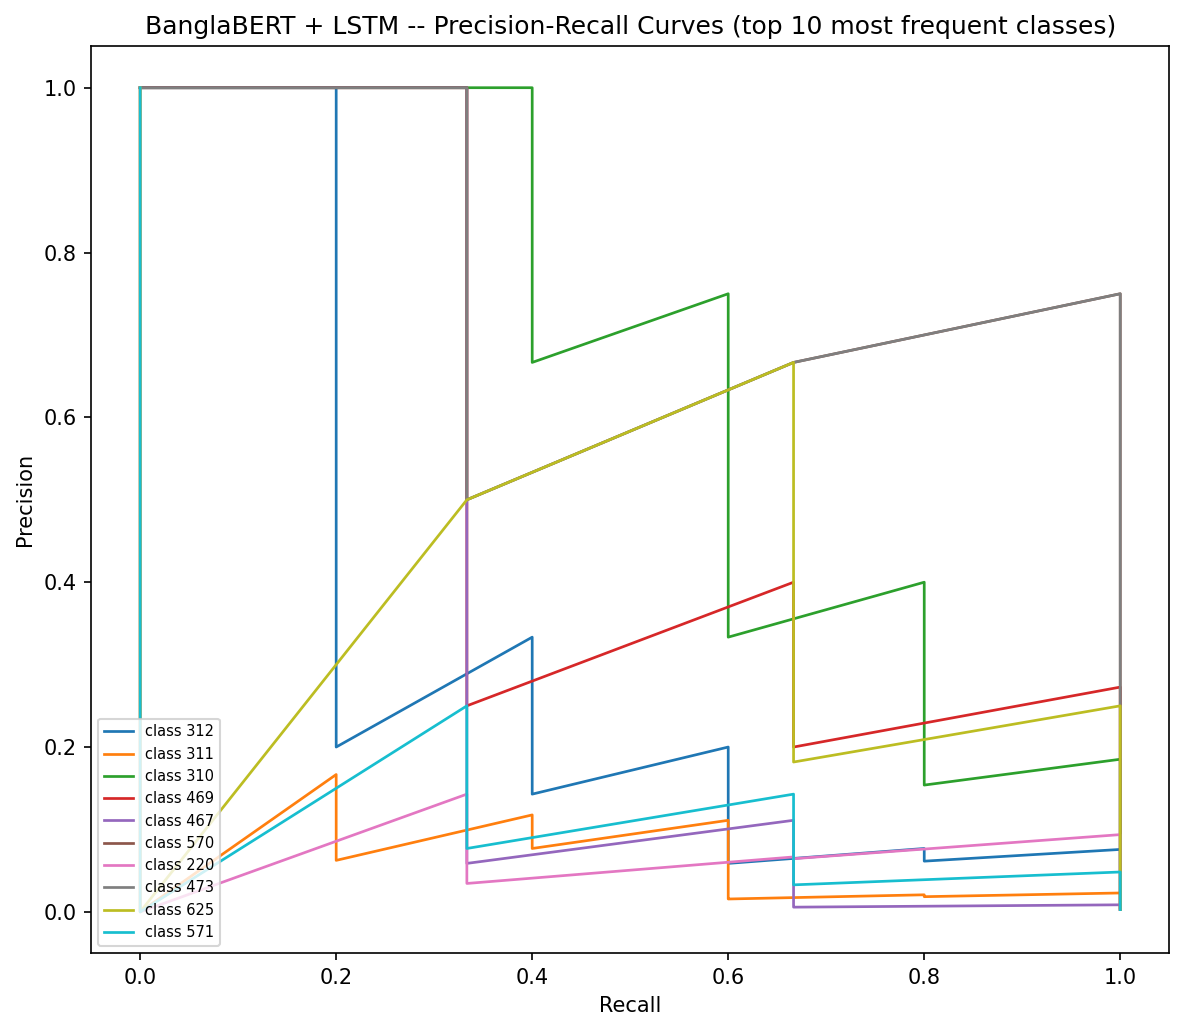 BanglaBERT + LSTM -- Precision-Recall Curves (top 10 most frequent classes)
Precision
1.0
0.8
0.6
0.4
0.2
0.0
class 312
class 311
class 310
class 469
class 467
class 570
class 220
class 473
class 625
class 571
0.0 0.2 0.4 0.6 0.8 1.0
Recall